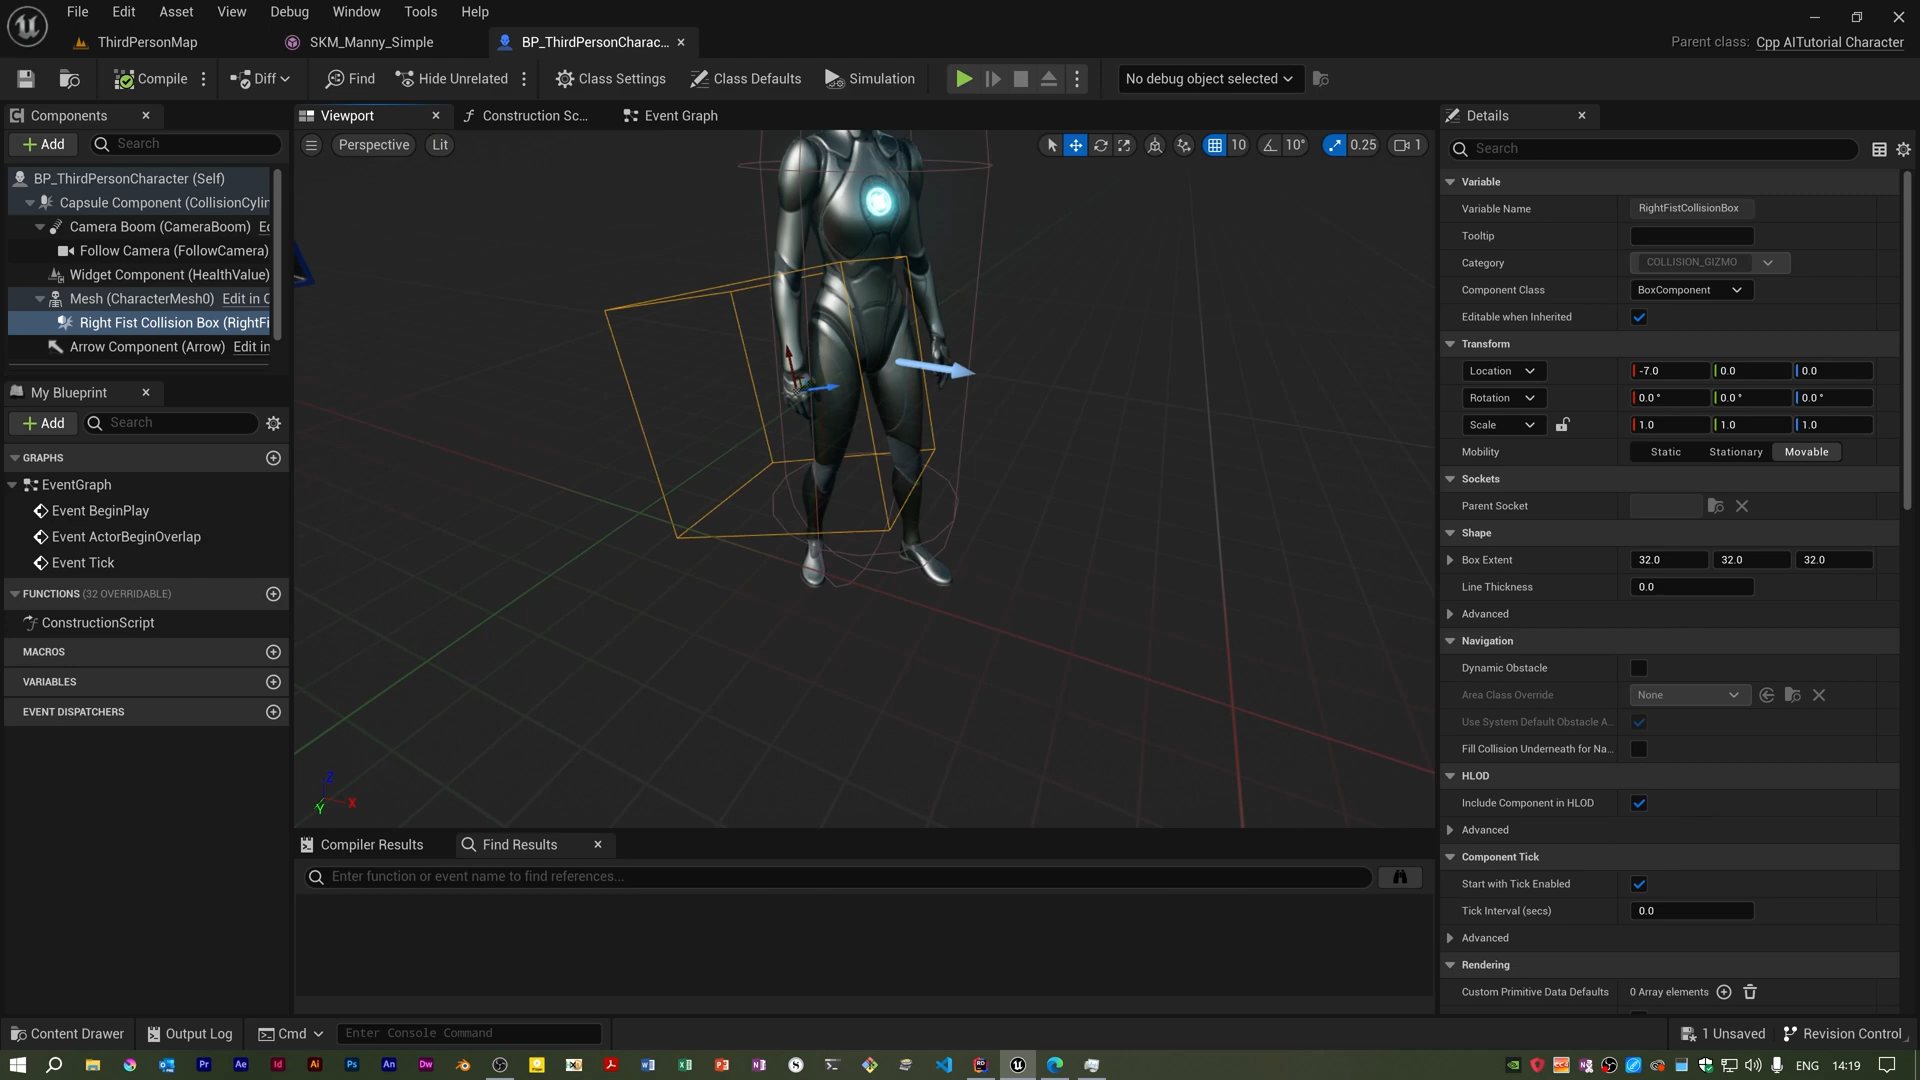 File Edit Asset View Debug Window Tools Help
ThirdPersonMap SKM_Manny_Simple BP_ThirdPersonCharac... Parent class: Cpp AITutorial Character
Compile Diff Find Hide Unrelated Class Settings Class Defaults Simulation No debug object selected
Components Viewport Construction Sc... Event Graph Details
Add Search Perspective Lit 10 10° 0.25 1 Search
BP_ThirdPersonCharacter (Self)
Capsule Component (CollisionCylin
Camera Boom (CameraBoom) Ec
Follow Camera (FollowCamera)
Widget Component (HealthValue)
Mesh (CharacterMesh0) Edit in C
Right Fist Collision Box (RightFi
Arrow Component (Arrow) Edit in
My Blueprint
Add Search
GRAPHS
EventGraph
Event BeginPlay
Event ActorBeginOverlap
Event Tick
FUNCTIONS (32 OVERRIDABLE)
ConstructionScript
MACROS
VARIABLES
EVENT DISPATCHERS
Z
X
Y
Compiler Results Find Results
Enter function or event name to find references...
Variable
Variable Name RightFistCollisionBox
Tooltip
Category COLLISION_GIZMO
Component Class BoxComponent
Editable when Inherited
Transform
Location -7.0 0.0 0.0
Rotation 0.0° 0.0° 0.0°
Scale 1.0 1.0 1.0
Mobility Static Stationary Movable
Sockets
Parent Socket
Shape
Box Extent 32.0 32.0 32.0
Line Thickness 0.0
Advanced
Navigation
Dynamic Obstacle
Area Class Override None
Use System Default Obstacle A...
Fill Collision Underneath for Na...
HLOD
Include Component in HLOD
Advanced
Component Tick
Start with Tick Enabled
Tick Interval (secs) 0.0
Advanced
Rendering
Custom Primitive Data Defaults 0 Array elements
Content Drawer Output Log Cmd Enter Console Command 1 Unsaved Revision Control
Pr Ae Id Ai Ps An Dw ENG 14:19